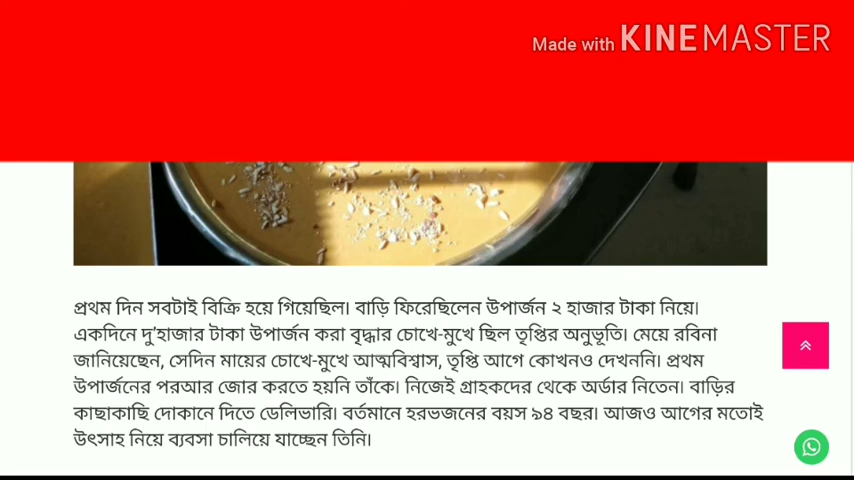 Made with KINEMASTER
প্রথম দিন সবটাই বিক্রি হয়ে গিয়েছিল। বাড়ি ফিরেছিলেন উপার্জন ২ হাজার টাকা নিয়ে।
একদিনে দু'হাজার টাকা উপার্জন করা বৃদ্ধার চোখে-মুখে ছিল তৃপ্তির অনুভূতি। মেয়ে রবিনা
জানিয়েছেন, সেদিন মায়ের চোখে-মুখে আত্মবিশ্বাস, তৃপ্তি আগে কোখনও দেখননি। প্রথম
উপার্জনের পরআর জোর করতে হয়নি তাঁকে। নিজেই গ্রাহকদের থেকে অর্ডার নিতেন। বাড়ির
কাছাকাছি দোকানে দিতে ডেলিভারি। বর্তমানে হরভজনের বয়স ৯৪ বছর। আজও আগের মতোই
উৎসাহ নিয়ে ব্যবসা চালিয়ে যাচ্ছেন তিনি।